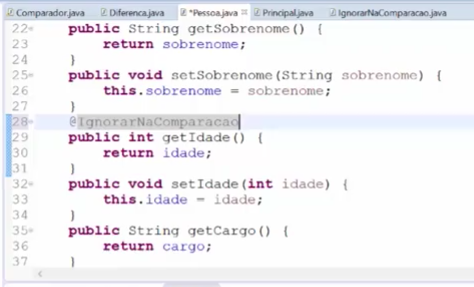 Comparador.java Diferenca.java *Pessoa.java Principal.java IgnorarNaComparacao.java
22 public String getSobrenome() {
23 return sobrenome;
24 }
25 public void setSobrenome(String sobrenome) {
26 this.sobrenome = sobrenome;
27 }
28 @IgnorarNaComparacao
29 public int getIdade() {
30 return idade;
31 }
32 public void setIdade(int idade) {
33 this.idade = idade;
34 }
35 public String getCargo() {
36 return cargo;
37 }